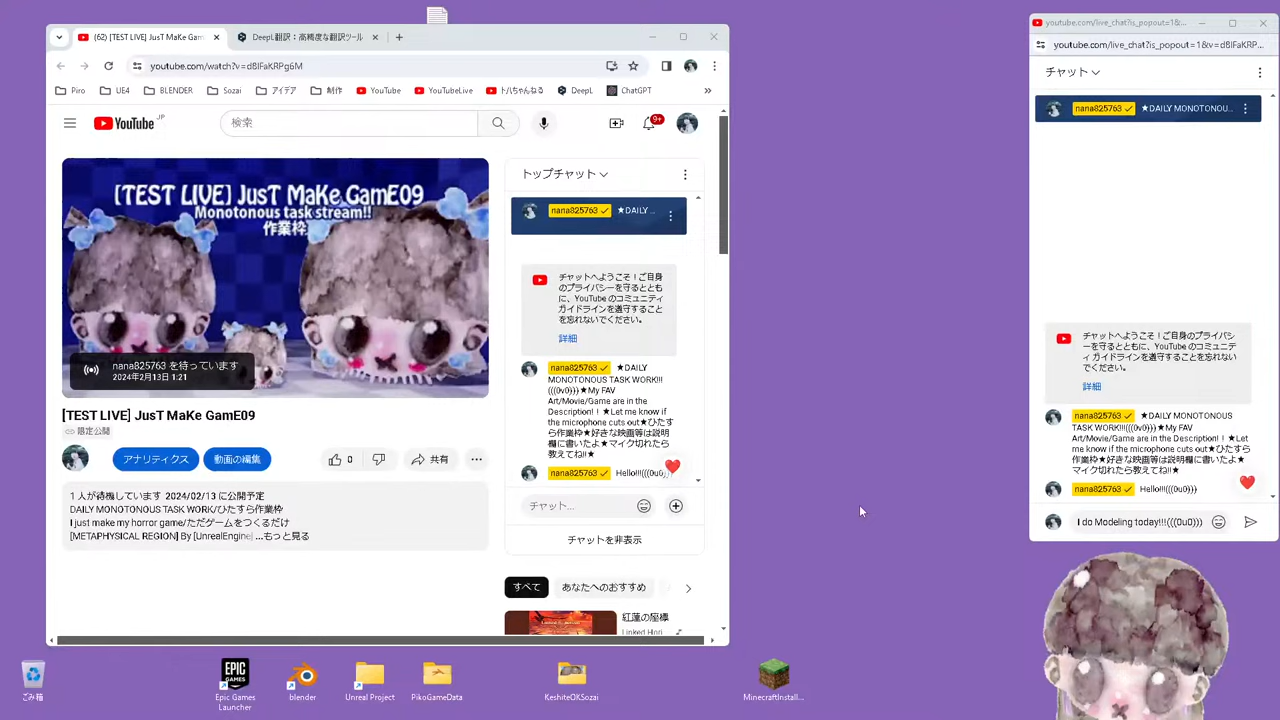 (62) [TEST LIVE] JusT MaKe Gam
DeepL翻訳：高精度な翻訳ツール
youtube.com/watch?v=d8lFaKRPg6M
Piro
UE4
BLENDER
Sozai
アイデア
制作
YouTube
YouTubeLive
トハちゃんねる
DeepL
ChatGPT
YouTube JP
検索
9+
[TEST LIVE] JusT MaKe GamE09
Monotonous task stream!!
作業枠
nana825763 を待っています
2024年2月13日 1:21
[TEST LIVE] JusT MaKe GamE09
限定公開
アナリティクス
動画の編集
0
共有
1 人が待機しています 2024/02/13 に公開予定
DAILY MONOTONOUS TASK WORK/ひたすら作業枠
I just make my horror game/ただゲームをつくるだけ
[METAPHYSICAL REGION] By [UnrealEngine| ...もっと見る
トップチャット
nana825763 ★DAILY ...
チャットへようこそ！ご自身
のプライバシーを守るととも
に、YouTube のコミュニティ
ガイドラインを遵守すること
を忘れないでください。
詳細
nana825763 ★DAILY
MONOTONOUS TASK WORK!!!
(((0v0)))★My FAV
Art/Movie/Game are in the
Description!！★Let me know if
the microphone cuts out★ひたす
ら作業枠★好きな映画等は説明
欄に書いたよ★マイク切れたら
教えてね!!★
nana825763 Hello!!!(((0u0
チャット...
チャットを非表示
すべて
あなたへのおすすめ
紅蓮の座標
Linked Hori
youtube.com/live_chat?is_popout=1&...
youtube.com/live_chat?is_popout=1&v=d8lFaKRP...
チャット
nana825763 ★DAILY MONOTONOU...
チャットへようこそ！ご自身のプライバシ
ーを守るとともに、YouTube のコミュニテ
ィ ガイドラインを遵守することを忘れない
でください。
詳細
nana825763 ★DAILY MONOTONOUS
TASK WORK!!!(((0v0)))★My FAV
Art/Movie/Game are in the Description!！★Let
me know if the microphone cuts out★ひたすら
作業枠★好きな映画等は説明欄に書いたよ★
マイク切れたら教えてね!!★
nana825763 Hello!!!(((0u0)))
I do Modeling today!!!(((0u0)))
ごみ箱
EPIC GAMES
Epic Games
Launcher
blender
Unreal Project
PikoGameData
KeshiteOKSozai
MinecraftInstall...